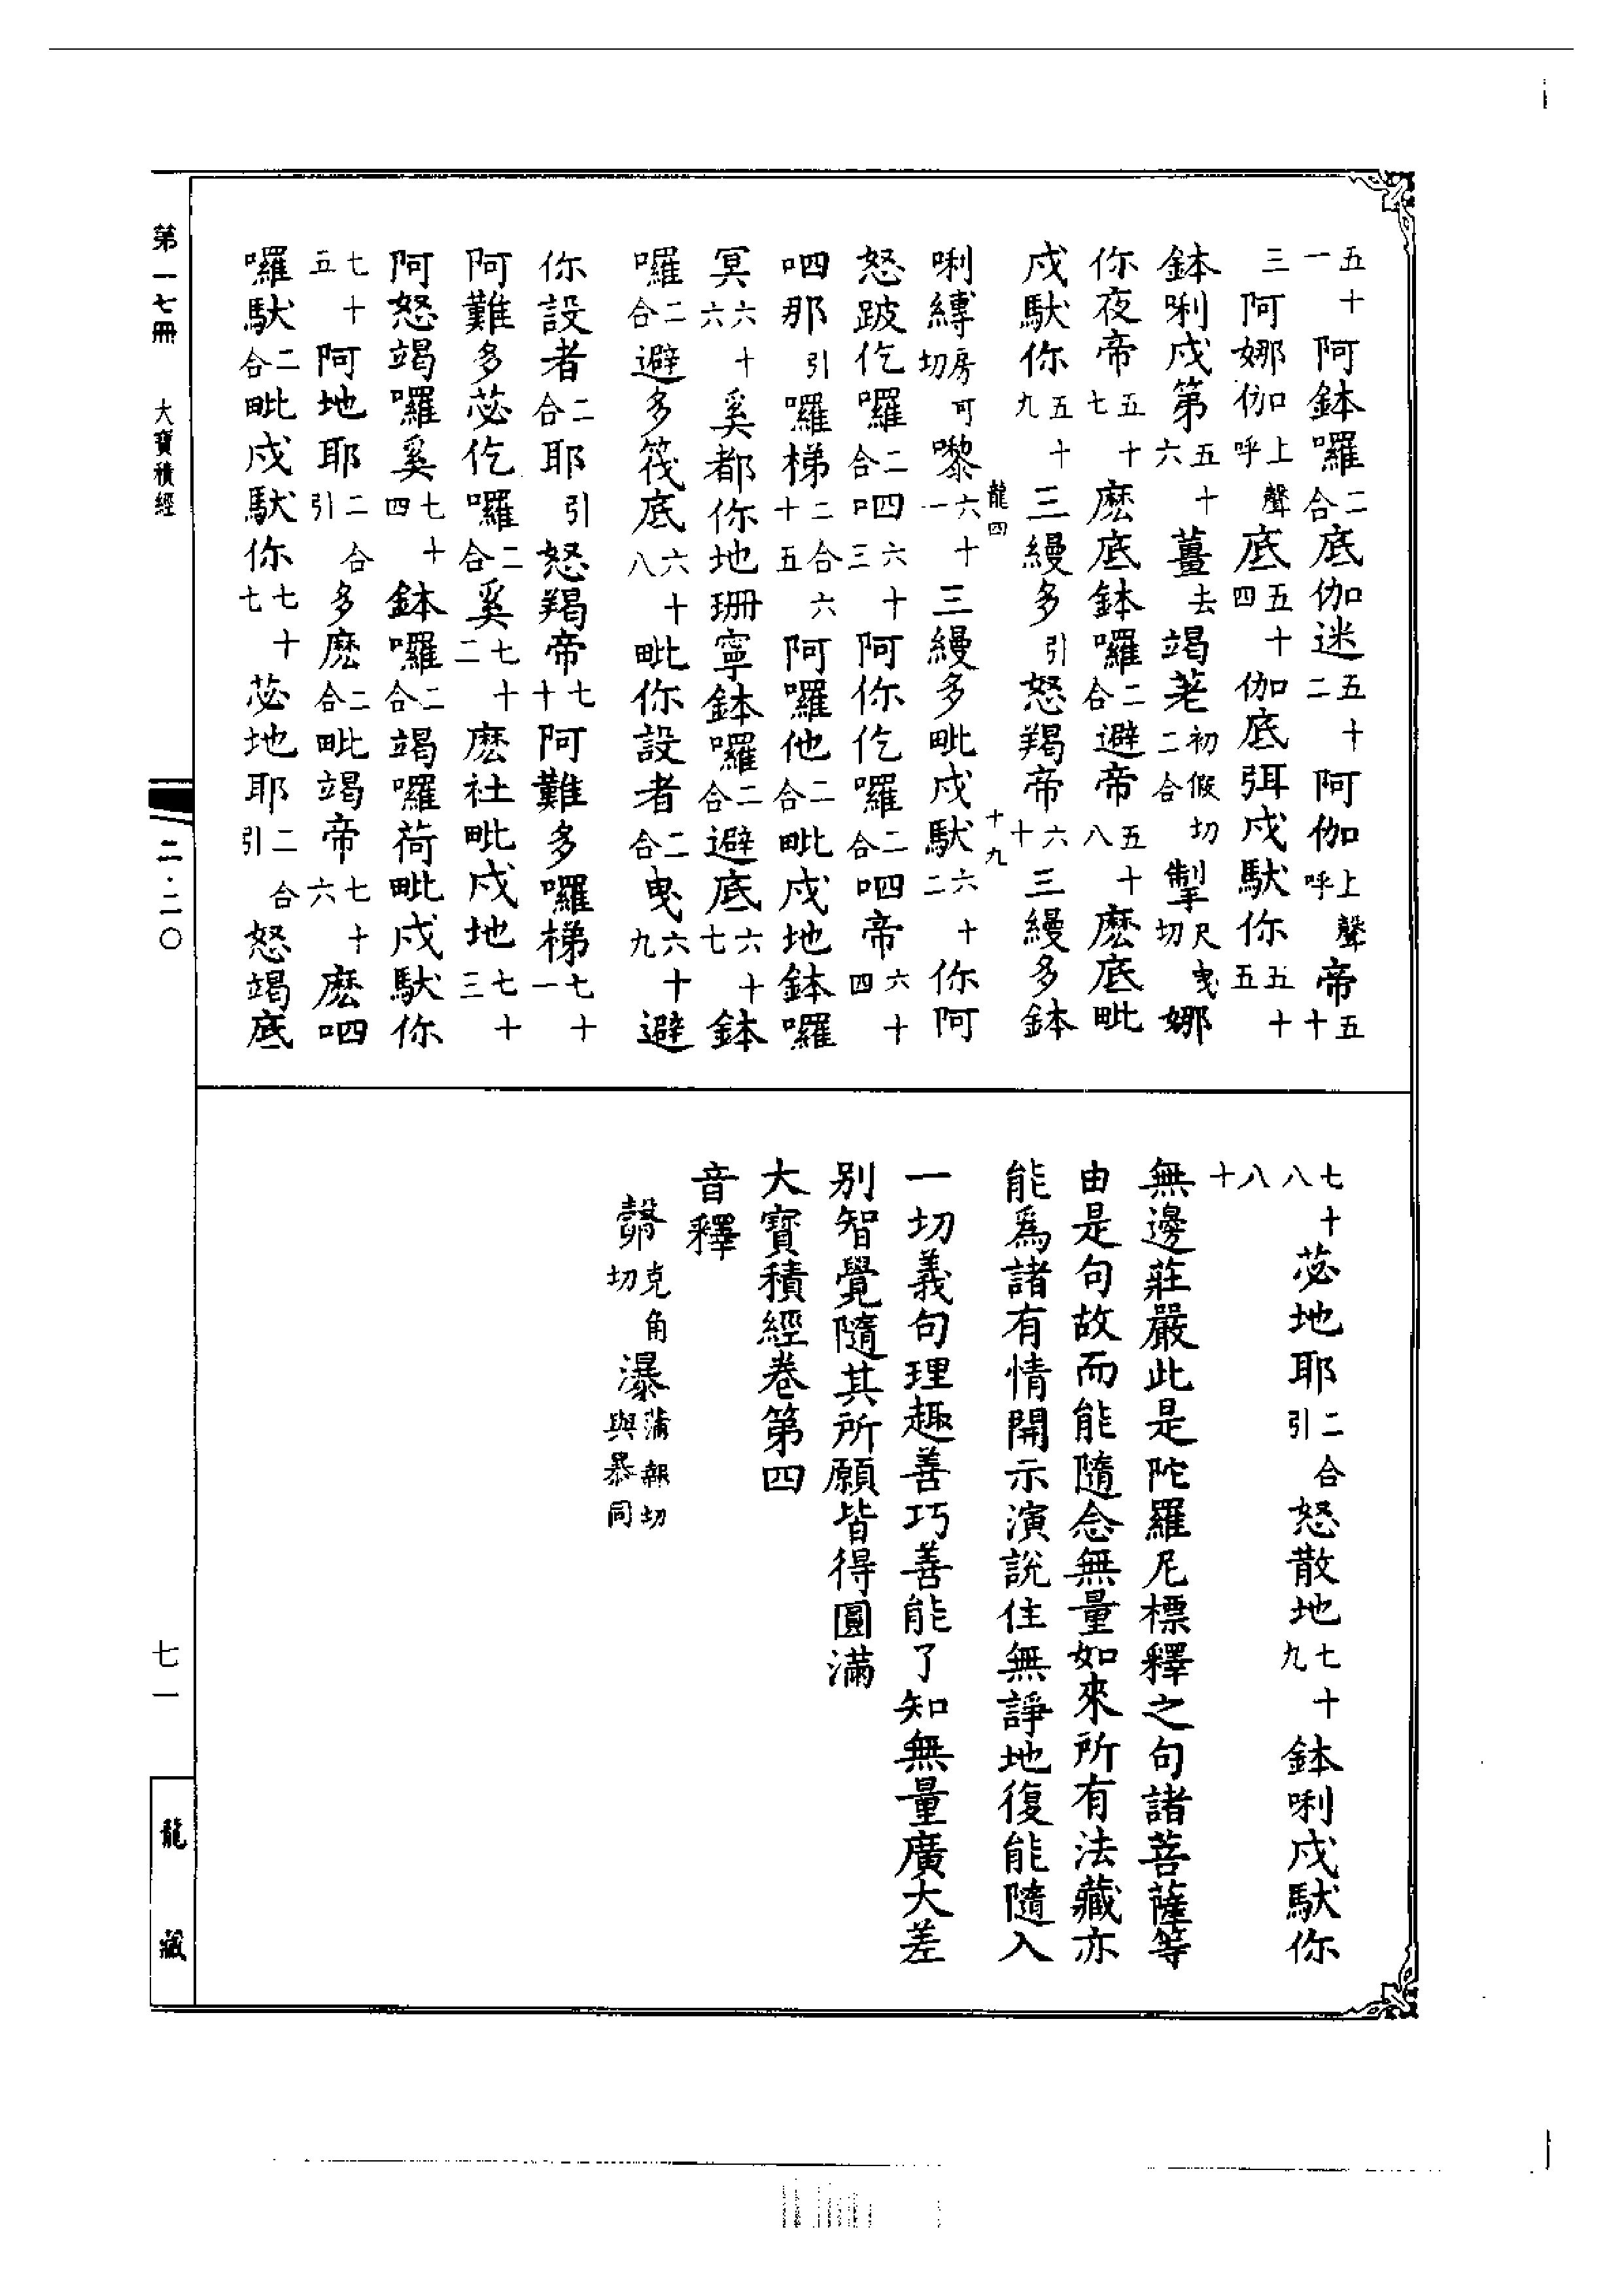 五十一阿鉢囉二合底伽迷五十二阿伽上聲呼帝五十
三阿娜伽上聲呼底五十四伽底弭戍馱你五十五
鉢唎戍第五十六薑去竭茖初假切二合掣尺曳切娜
你夜帝五十七麼底鉢囉二合避帝五十八麼底毗
戍馱你五十九三縵多引怒羯帝六十三縵多鉢
唎縳房可切㗚六十一三縵多毗戍馱六十二你阿
怒跛仡囉二合呬六十三阿你仡囉二合呬帝六十四
呬那引囉梯二合六十五阿囉他二合毗戍地鉢囉
冥六十六奚都你地珊寧鉢囉二合避底六十七鉢
囉二合避多筏底六十八毗你設者二合曳六十九避
你設者二合耶引怒羯帝七十阿難多囉梯七十一
阿難多苾仡囉二合奚七十二麼社毗戍地七十三
阿怒竭囉奚七十四鉢囉二合竭囉荷毗戍馱你
七十五阿地耶二合引多麼二合毗竭帝七十六麼呬
囉馱二合毗戍馱你七十七苾地耶二合引怒竭底
七十八苾地耶二合引怒散地七十九鉢唎戍馱你
八十
無邊莊嚴此是陀羅尼標釋之句諸菩薩等
由是句故而能隨念無量如來所有法藏亦
能爲諸有情開示演說住無諍地復能隨入
一切義句理趣善巧善能了知無量廣大差
別智覺隨其所願皆得圓滿
大寶積經卷第四
音釋
㲄克角切瀑蒲報切與暴同
龍四
十九
第一七冊
大寶積經
二·二〇
七一
龍藏